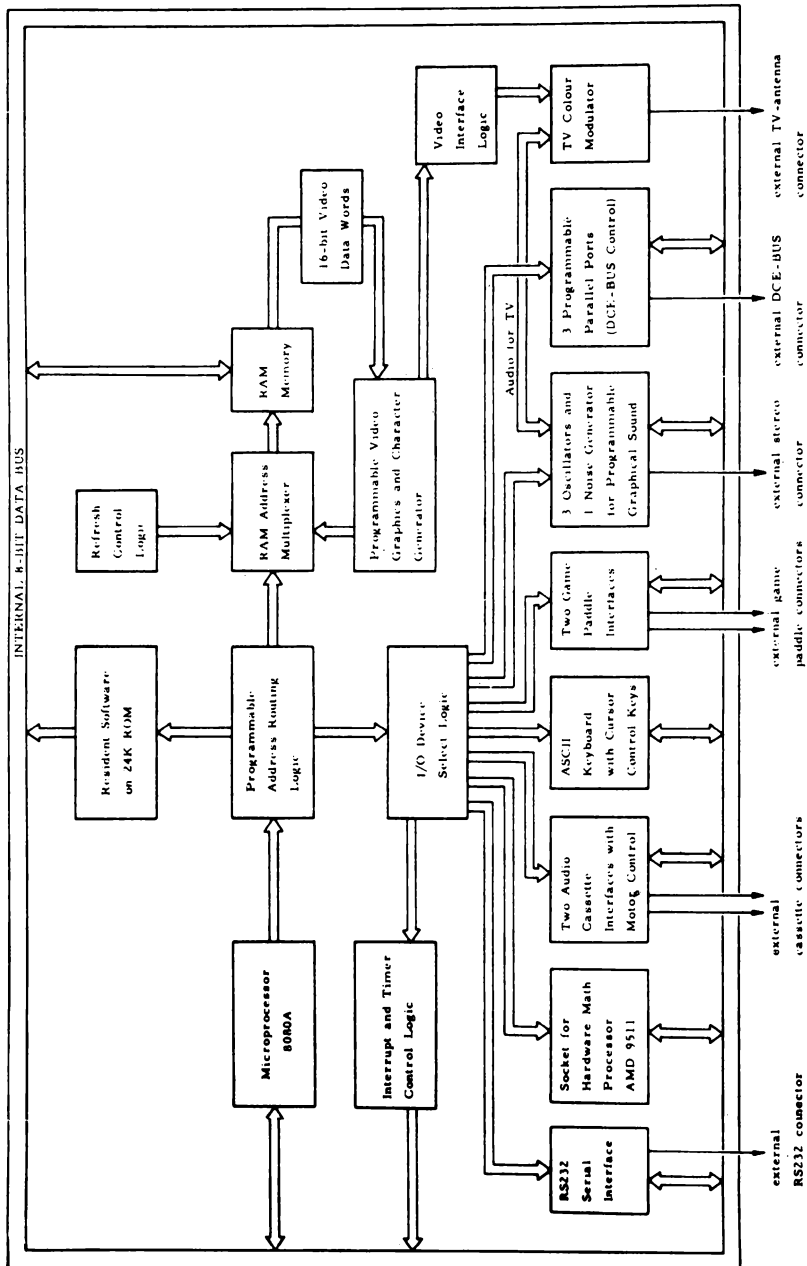 INTERNAL 8-BIT DATA BUS
Microprocessor
8080A
Resident Software
on 24K ROM
Programmable
Address Routing
Logic
Refresh
Control
Logic
RAM Address
Multiplexer
RAM
Memory
16-bit Video
Data Words
Interrupt and Timer
Control Logic
I/O Device
Select Logic
Programmable Video
Graphics and Character
Generator
Video
Interface
Logic
Audio for TV
RS232
Serial
Interface
Socket for
Hardware Math
Processor
AMD 9511
Two Audio
Cassette
Interfaces with
Motor Control
ASCII
Keyboard
with Cursor
Control Keys
Two Game
Paddle
Interfaces
3 Oscillators and
1 Noise Generator
for Programmable
Graphical Sound
3 Programmable
Parallel Ports
(DCE-BUS Control)
TV Colour
Modulator
external
RS232 connector
external
cassette connectors
external game
paddle connectors
external stereo
connector
external DCE-BUS
connector
external TV-antenna
connector